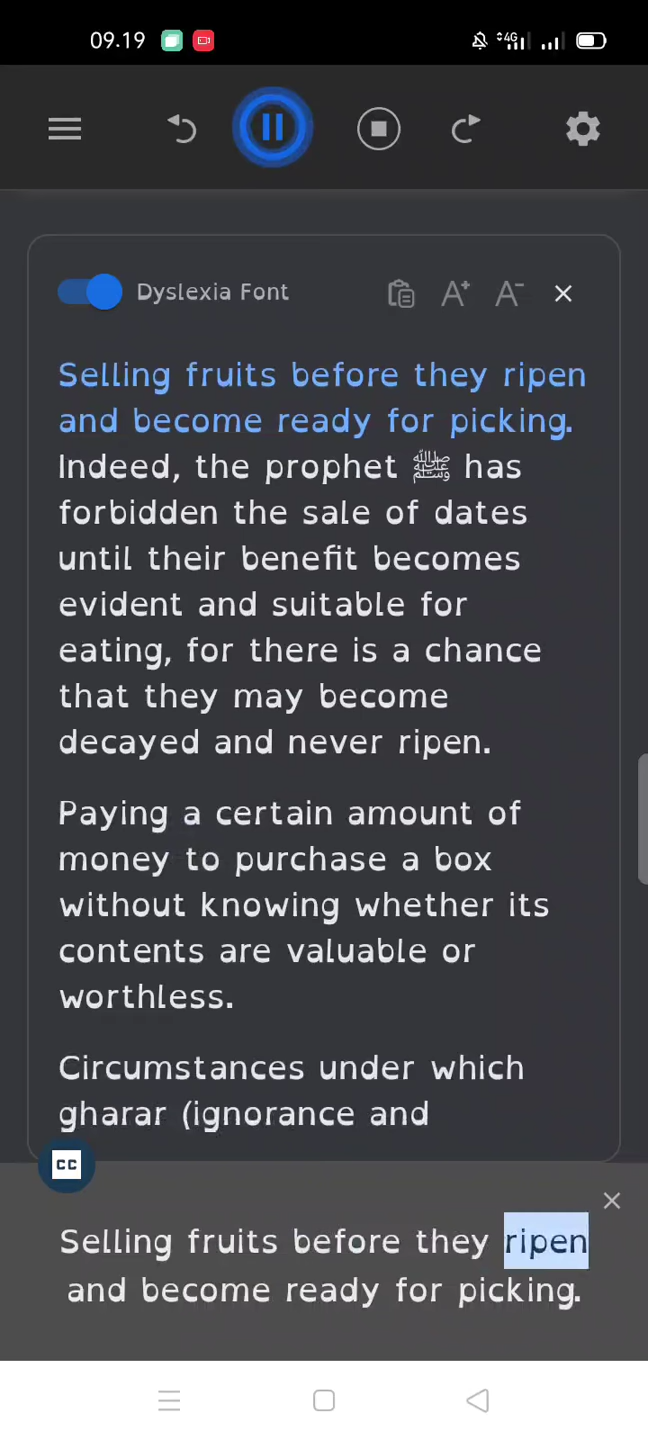 09.19
4G
Dyslexia Font
A+
A-
Selling fruits before they ripen
and become ready for picking.
Indeed, the prophet ﷺ has
forbidden the sale of dates
until their benefit becomes
evident and suitable for
eating, for there is a chance
that they may become
decayed and never ripen.
Paying a certain amount of
money to purchase a box
without knowing whether its
contents are valuable or
worthless.
Circumstances under which
gharar (ignorance and
CC
Selling fruits before they ripen
and become ready for picking.